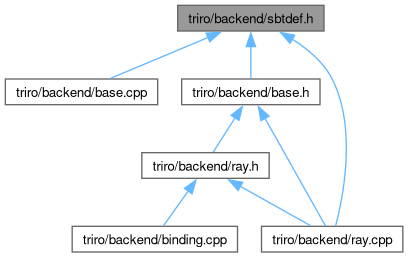 triro/backend/sbtdef.h
triro/backend/base.cpp
triro/backend/base.h
triro/backend/ray.h
triro/backend/binding.cpp
triro/backend/ray.cpp